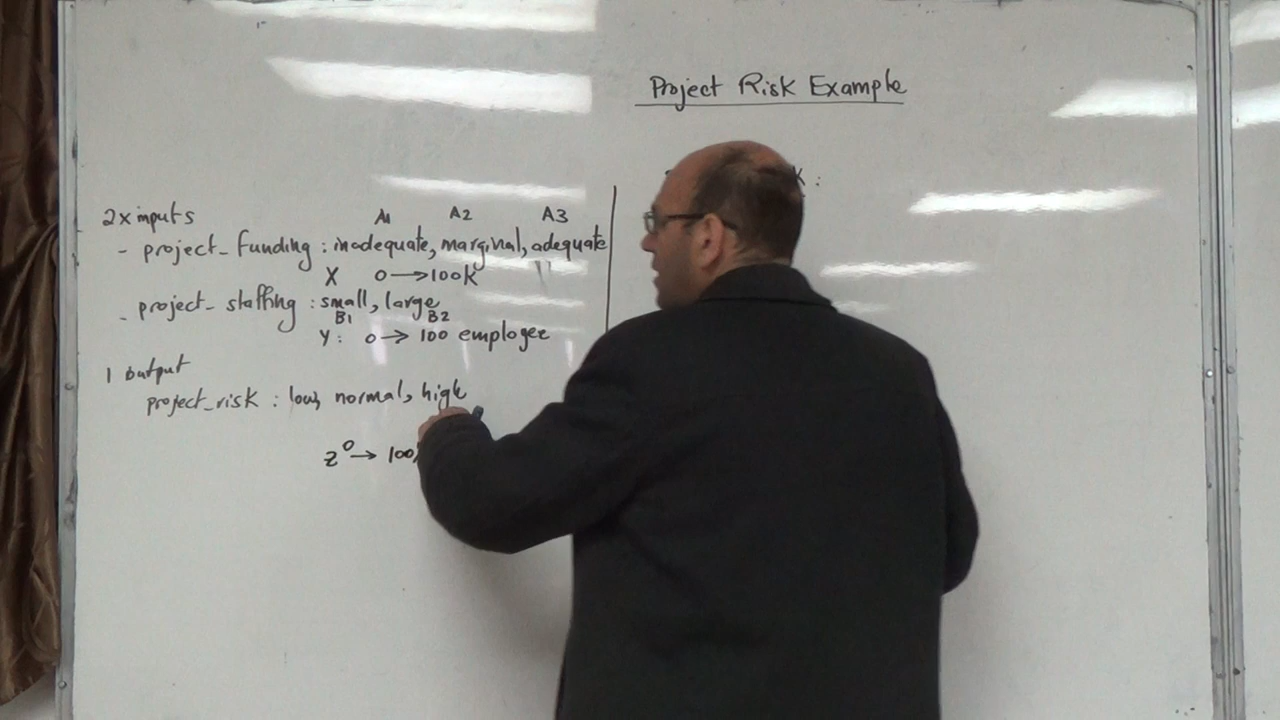 Project Risk Example
K :
2x inputs
A1 A2 A3
- project_funding : inadequate, marginal, adequate
X 0 → 100K
- project_staffing : small, large
B1 B2
Y : 0 → 100 employee
1 output
project_risk : low, normal, high
Z 0 → 100